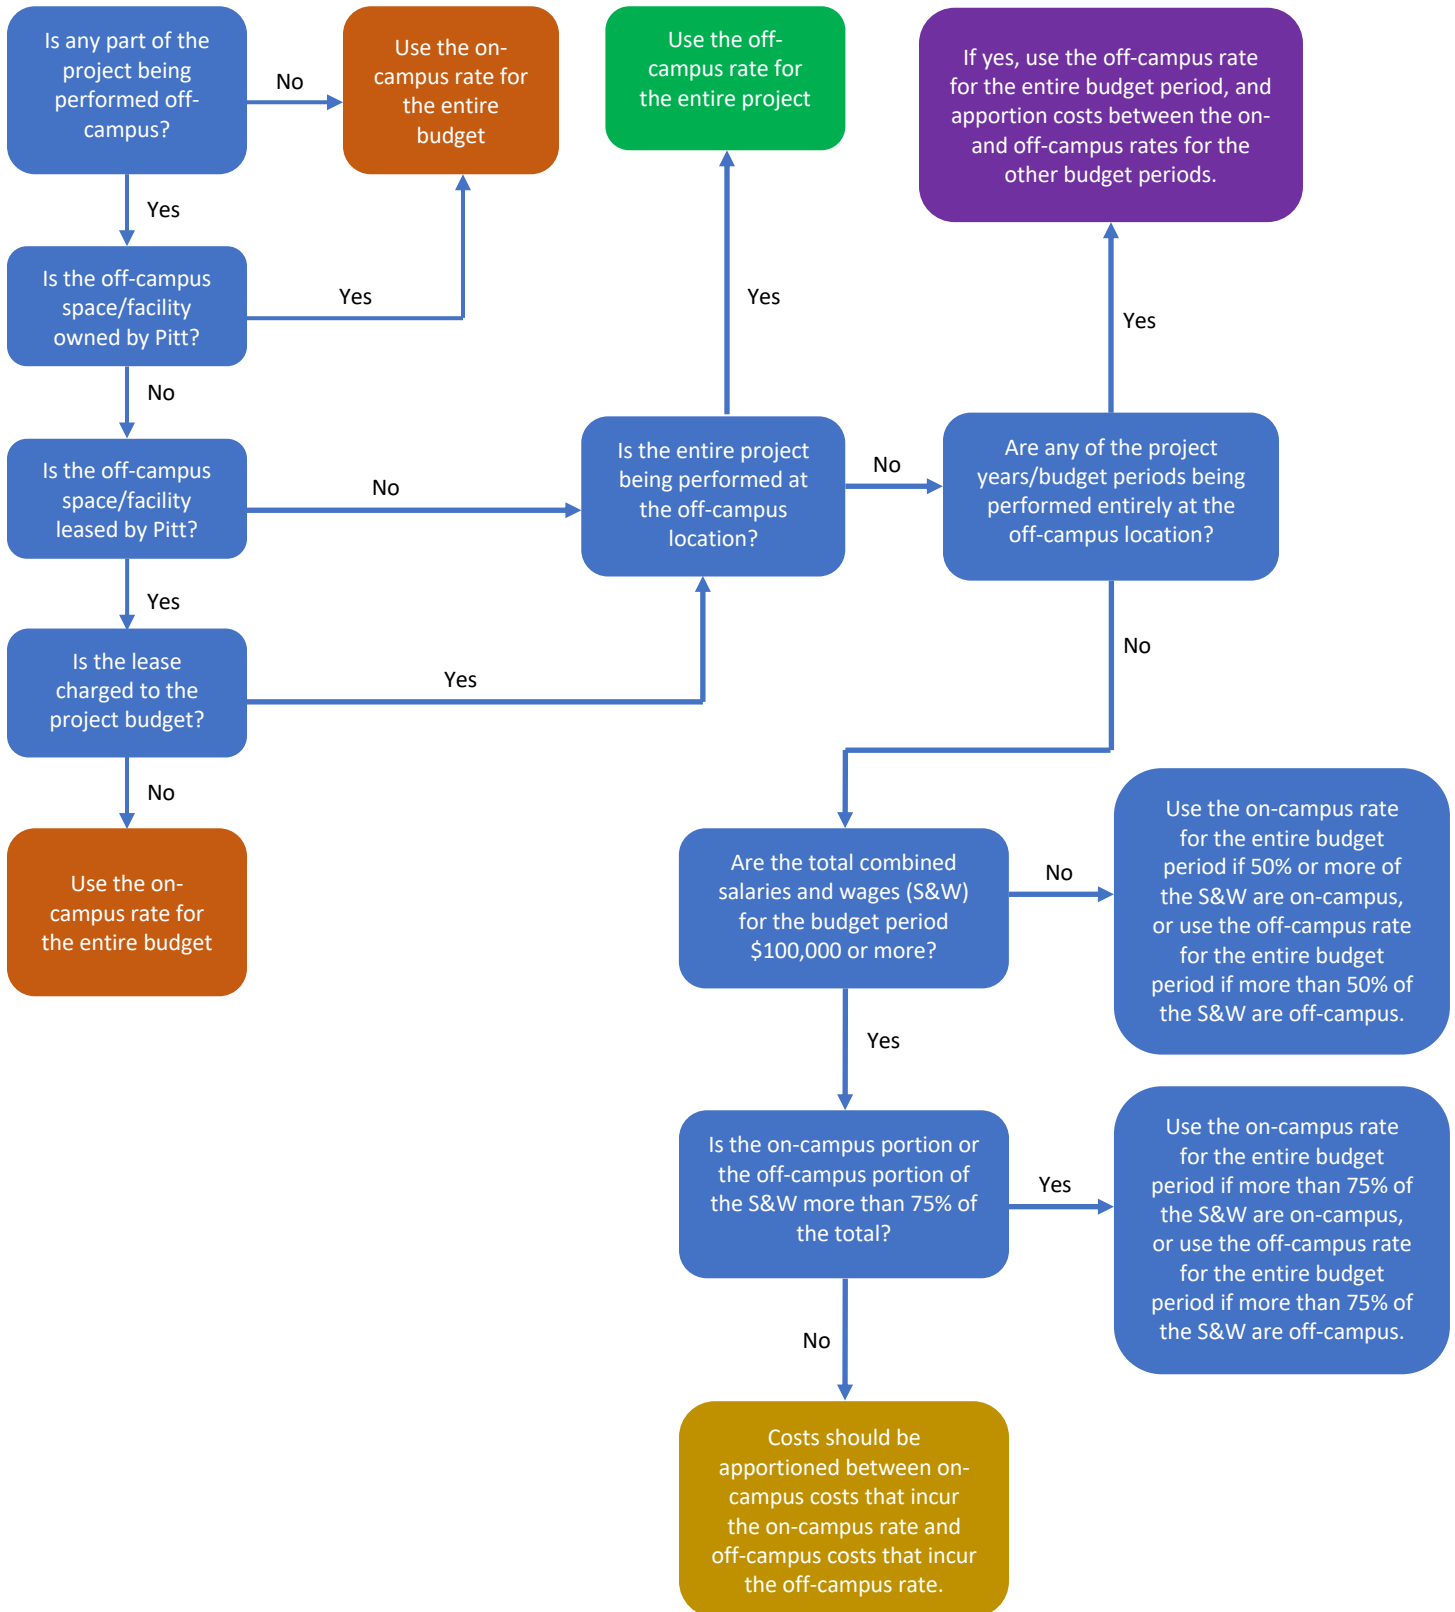 Is any part of the
project being
performed off-
campus?
No
Use the on-
campus rate for
the entire
budget
Use the off-
campus rate for
the entire project
If yes, use the off-campus rate
for the entire budget period, and
apportion costs between the on-
and off-campus rates for the
other budget periods.
Yes
Is the off-campus
space/facility
owned by Pitt?
Yes
Yes
Yes
No
Is the off-campus
space/facility
leased by Pitt?
No
Is the entire project
being performed at
the off-campus
location?
No
Are any of the project
years/budget periods being
performed entirely at the
off-campus location?
Yes
Is the lease
charged to the
project budget?
Yes
No
No
Use the on-
campus rate for
the entire budget
Are the total combined
salaries and wages (S&W)
for the budget period
$100,000 or more?
No
Use the on-campus rate
for the entire budget
period if 50% or more of
the S&W are on-campus,
or use the off-campus rate
for the entire budget
period if more than 50% of
the S&W are off-campus.
Yes
Is the on-campus portion or
the off-campus portion of
the S&W more than 75% of
the total?
Yes
Use the on-campus rate
for the entire budget
period if more than 75% of
the S&W are on-campus,
or use the off-campus rate
for the entire budget
period if more than 75% of
the S&W are off-campus.
No
Costs should be
apportioned between on-
campus costs that incur
the on-campus rate and
off-campus costs that incur
the off-campus rate.